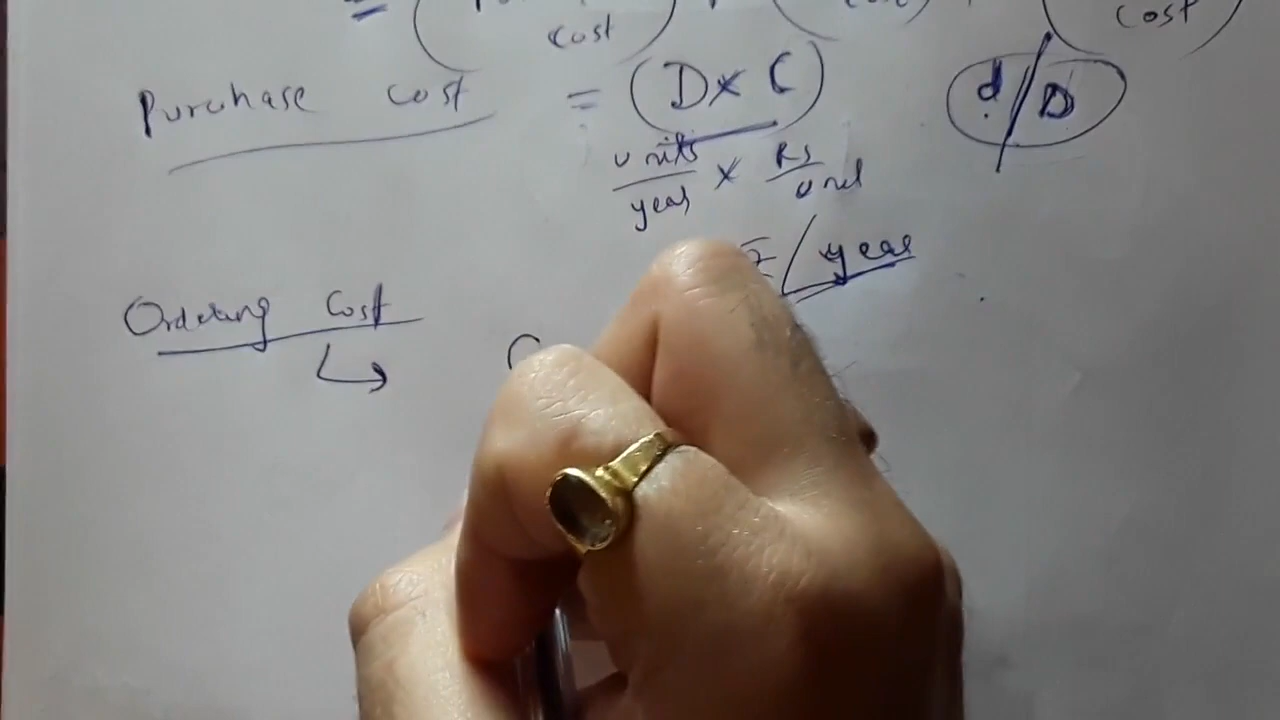 = ( cost ) ( ) ( cost )
Purchase cost = (D x C) d/D
units/year x Rs/unit
/year
Ordering Cost
C